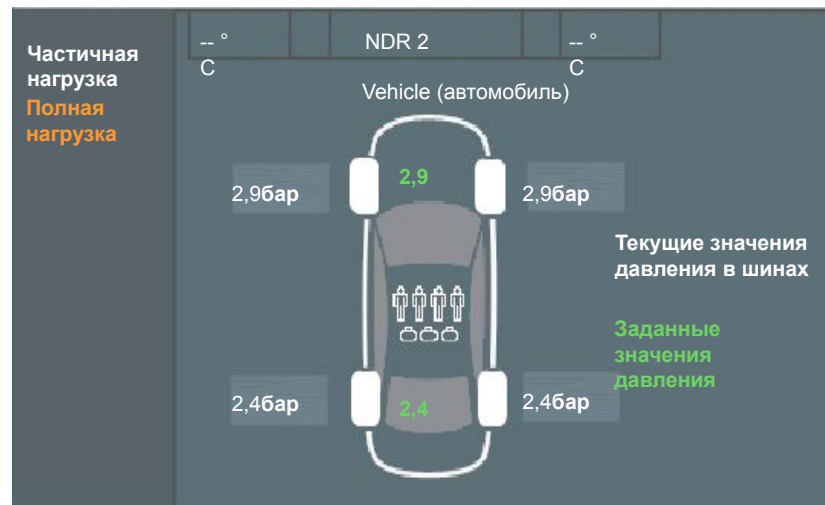 Частичная
нагрузка
Полная
нагрузка
-- °
C
NDR 2
-- °
C
Vehicle (автомобиль)
2,9бар
2,9
2,9бар
Текущие значения
давления в шинах
Заданные
значения
давления
2,4бар
2,4
2,4бар